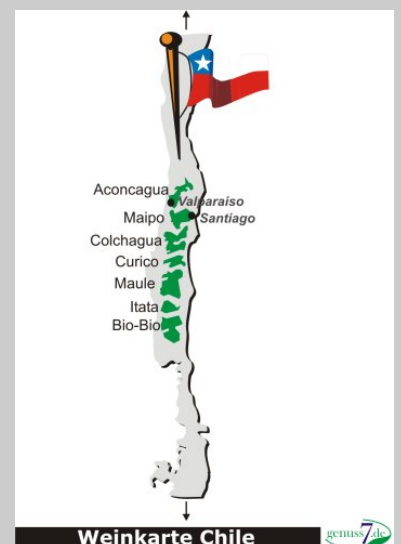 Aconcagua
Valparaiso
Maipo
Santiago
Colchagua
Curico
Maule
Itata
Bio-Bio
Weinkarte Chile
genuss7.de